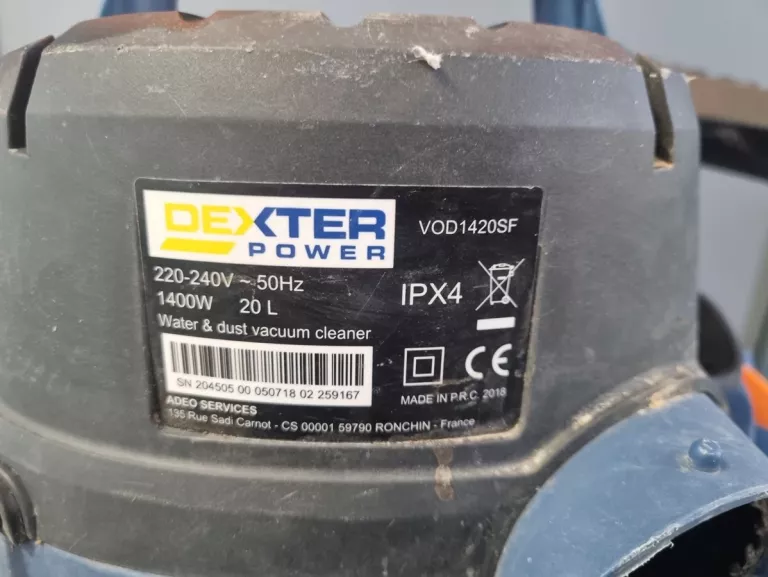 DEXTER
POWER
VOD1420SF
220-240V ~ 50Hz
1400W 20 L
IPX4
Water & dust vacuum cleaner
SN 204505 00 050718 02 259167
CE
MADE IN P.R.C. 2018
ADEO SERVICES
135 Rue Sadi Carnot - CS 00001 59790 RONCHIN - France